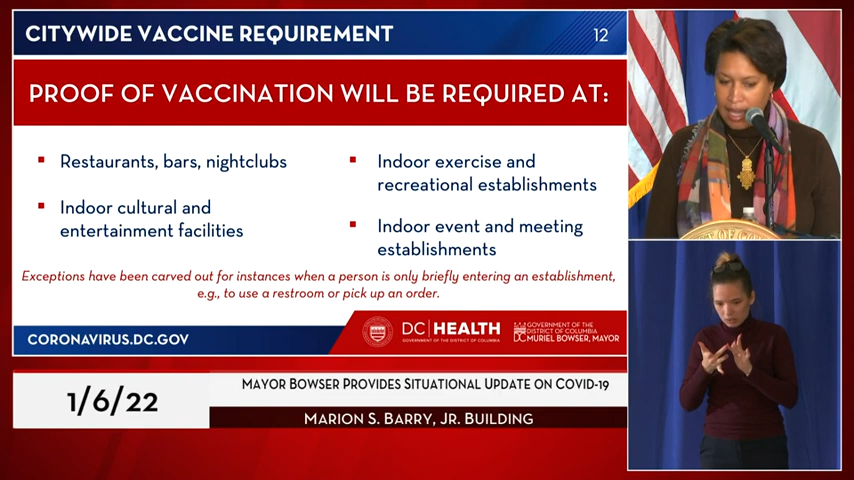 CITYWIDE VACCINE REQUIREMENT
12
PROOF OF VACCINATION WILL BE REQUIRED AT:
Restaurants, bars, nightclubs
Indoor cultural and
entertainment facilities
Indoor exercise and
recreational establishments
Indoor event and meeting
establishments
Exceptions have been carved out for instances when a person is only briefly entering an establishment,
e.g., to use a restroom or pick up an order.
CORONAVIRUS.DC.GOV
DC HEALTH
GOVERNMENT OF THE DISTRICT OF COLUMBIA
GOVERNMENT OF THE
DISTRICT OF COLUMBIA
MURIEL BOWSER, MAYOR
1/6/22
MAYOR BOWSER PROVIDES SITUATIONAL UPDATE ON COVID-19
MARION S. BARRY, JR. BUILDING